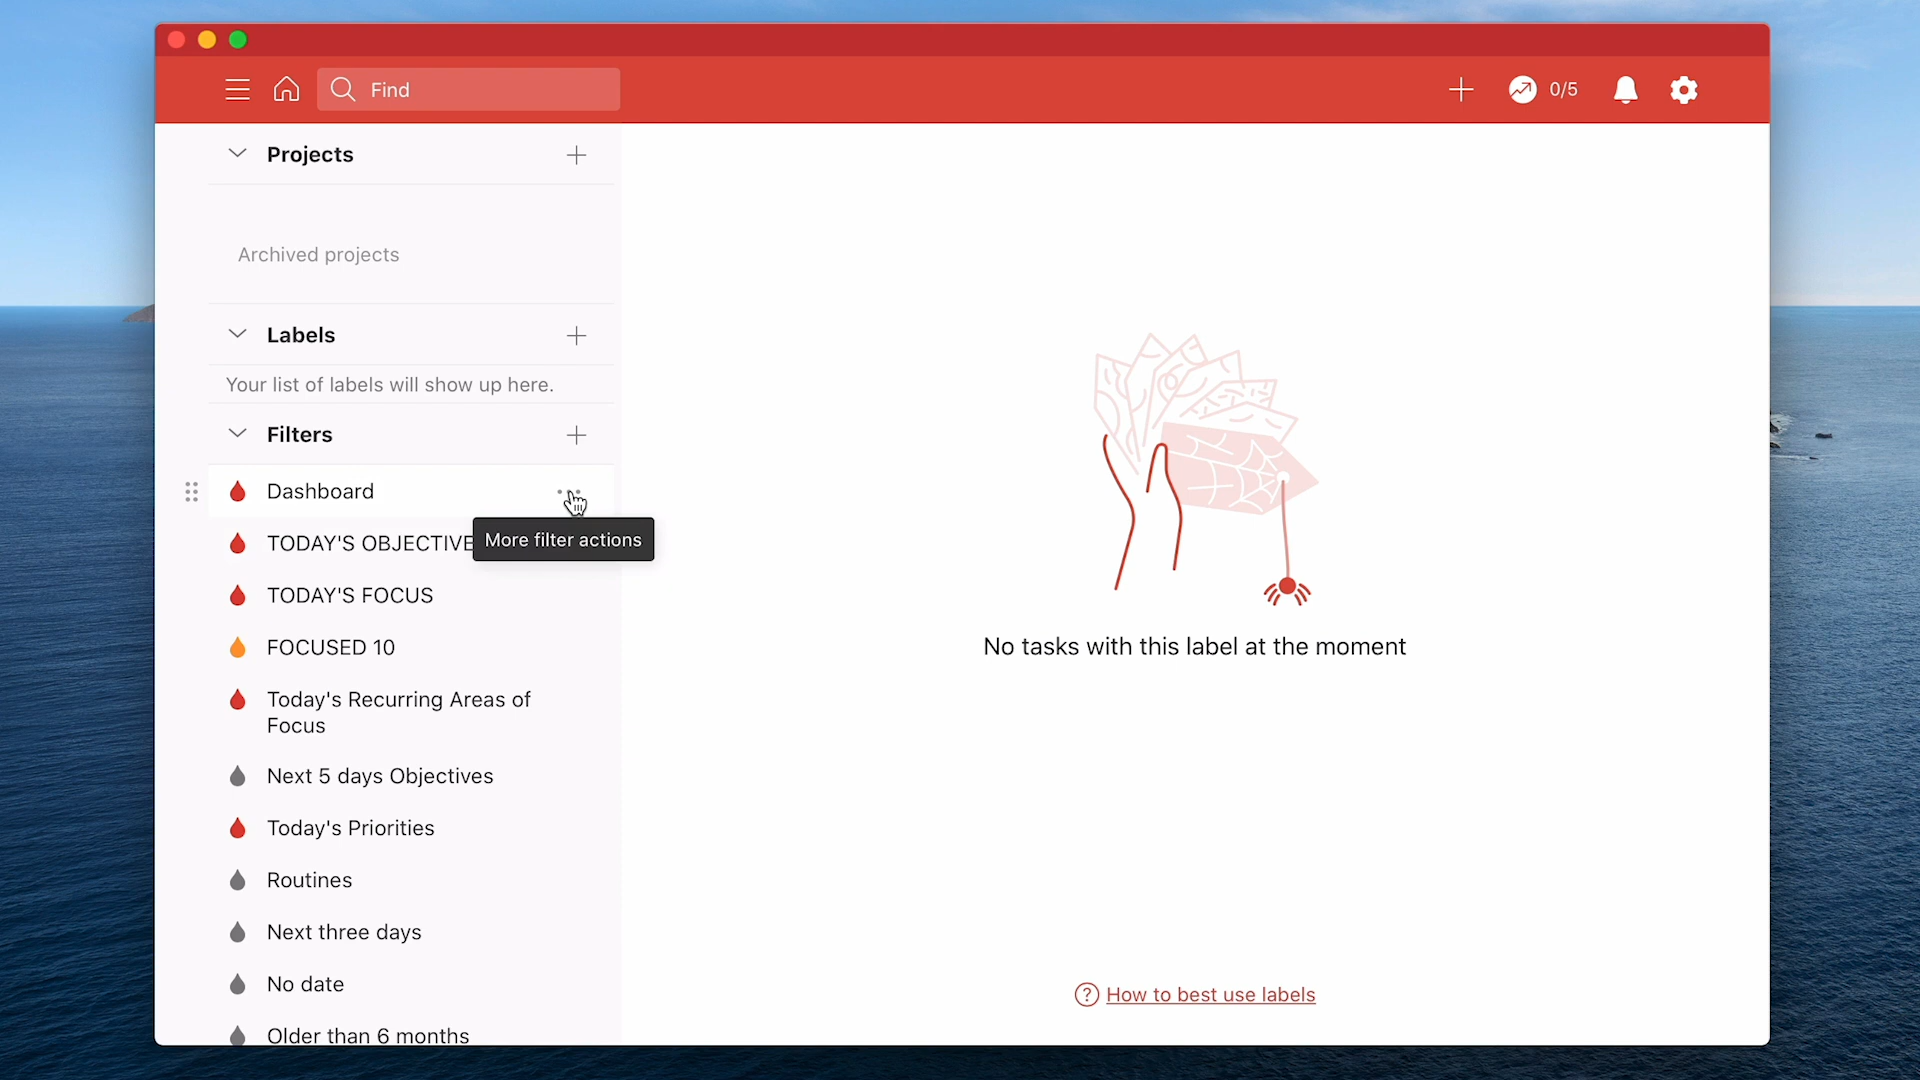 Find
0/5
Projects
Archived projects
Labels
Your list of labels will show up here.
Filters
Dashboard
TODAY'S OBJECTIVE
More filter actions
TODAY'S FOCUS
FOCUSED 10
Today's Recurring Areas of
Focus
Next 5 days Objectives
Today's Priorities
Routines
Next three days
No date
Older than 6 months
No tasks with this label at the moment
? How to best use labels